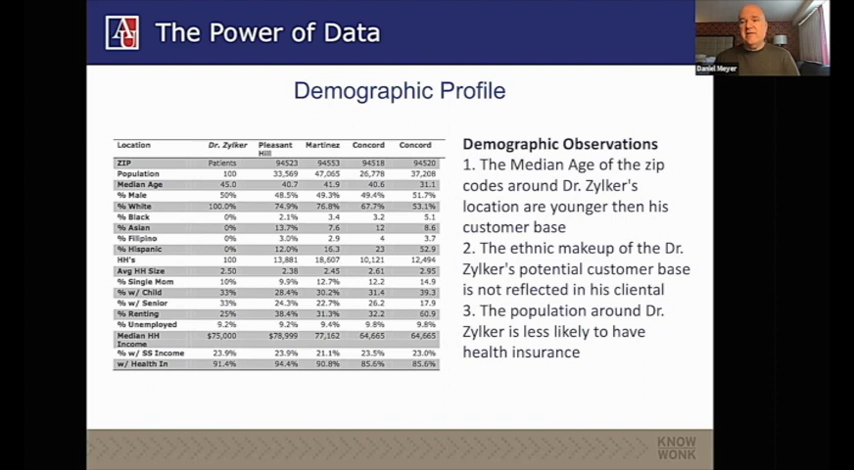 AU The Power of Data
Daniel Meyer
Demographic Profile
Location Dr. Zylker Pleasant Hill Martinez Concord Concord
ZIP Patients 94523 94553 94518 94520
Population 100 33,569 47,065 26,778 37,208
Median Age 45.0 40.7 41.9 40.6 31.1
% Male 50% 48.5% 49.3% 49.4% 51.7%
% White 100.0% 74.9% 76.8% 67.7% 53.1%
% Black 0% 2.1% 3.4 3.2 5.1
% Asian 0% 13.7% 7.6 12 8.6
% Filipino 0% 3.0% 2.9 4 3.7
% Hispanic 0% 12.0% 16.3 23 52.9
HH's 100 13,881 18,607 10,121 12,494
Avg HH Size 2.50 2.38 2.45 2.61 2.95
% Single Mom 10% 9.9% 12.7% 12.2 14.9
% w/ Child 33% 28.4% 30.2% 31.4 39.3
% w/ Senior 33% 24.3% 22.7% 26.2 17.9
% Renting 25% 38.4% 31.3% 32.2 60.9
% Unemployed 9.2% 9.2% 9.4% 9.8% 9.8%
Median HH Income $75,000 $78,999 77,162 64,665 64,665
% w/ SS Income 23.9% 23.9% 21.1% 23.5% 23.0%
w/ Health In 91.4% 94.4% 90.8% 85.6% 85.6%
Demographic Observations
1. The Median Age of the zip
codes around Dr. Zylker's
location are younger then his
customer base
2. The ethnic makeup of the Dr.
Zylker's potential customer base
is not reflected in his cliental
3. The population around Dr.
Zylker is less likely to have
health insurance
KNOW
WONK